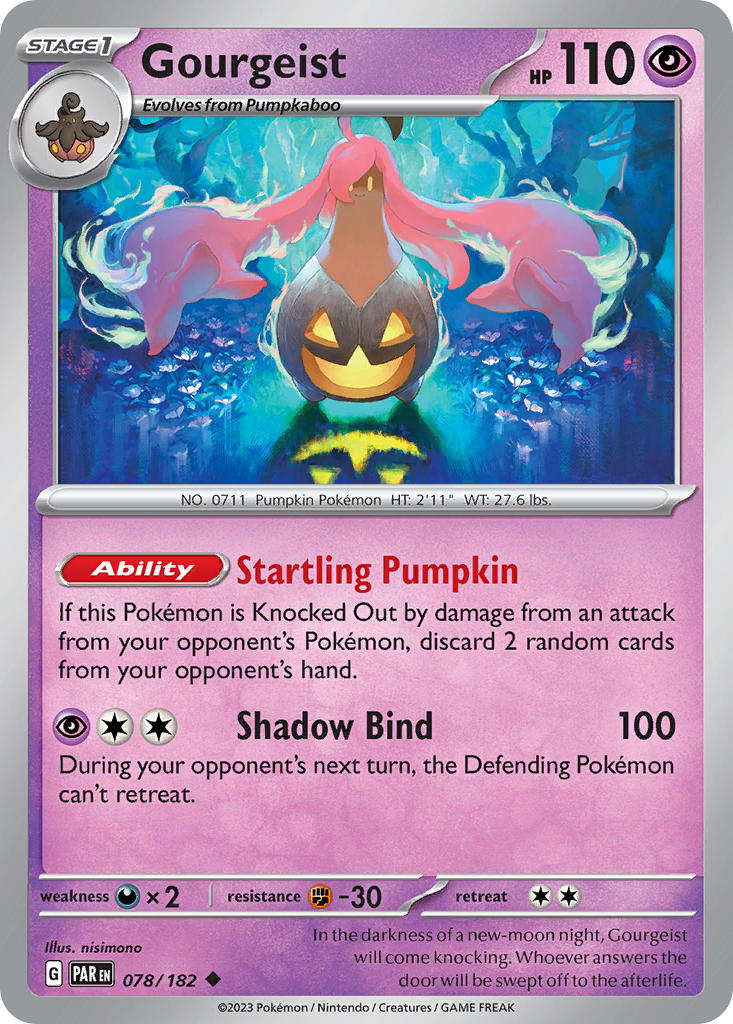 STAGE1
Gourgeist
HP 110
Evolves from Pumpkaboo
NO. 0711 Pumpkin Pokémon HT: 2'11" WT: 27.6 lbs.
Ability Startling Pumpkin
If this Pokémon is Knocked Out by damage from an attack
from your opponent's Pokémon, discard 2 random cards
from your opponent's hand.
Shadow Bind 100
During your opponent's next turn, the Defending Pokémon
can't retreat.
weakness ×2 resistance -30 retreat
Illus. nisimono
In the darkness of a new-moon night, Gourgeist
will come knocking. Whoever answers the
door will be swept off to the afterlife.
G PAR EN 078/182
©2023 Pokémon / Nintendo / Creatures / GAME FREAK